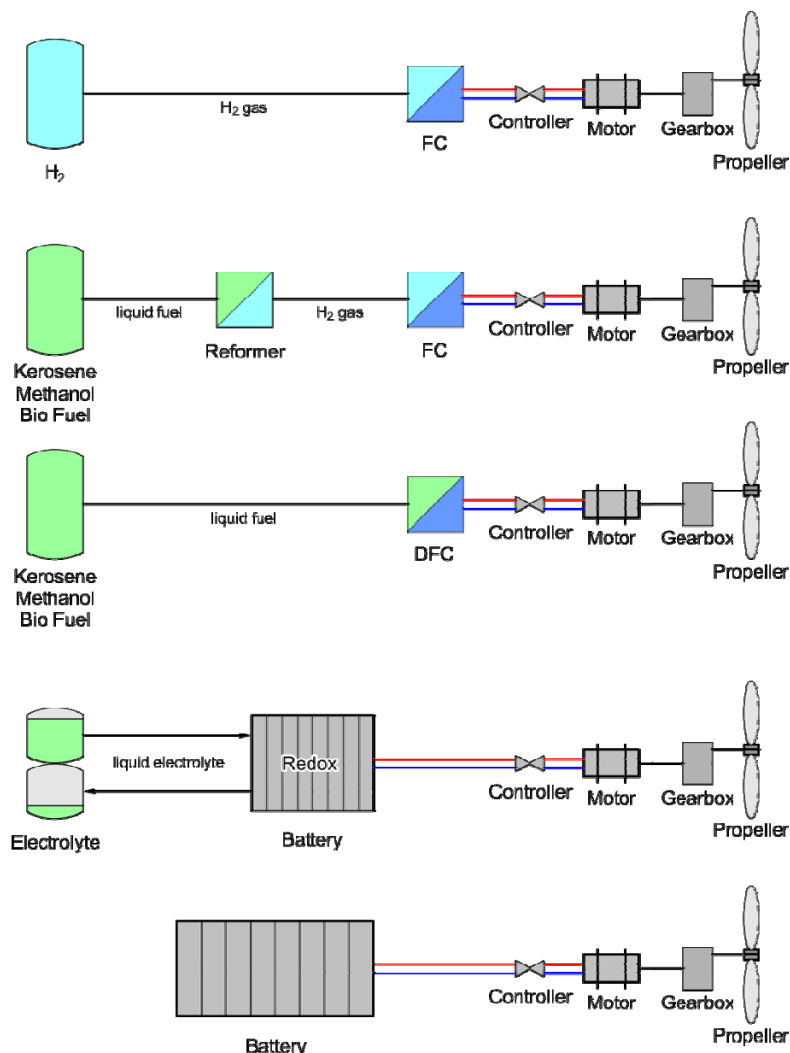 H₂ gas
Controller
Motor
Gearbox
FC
Propeller
H₂
liquid fuel
H₂ gas
Controller
Motor
Gearbox
Reformer
FC
Propeller
Kerosene
Methanol
Bio Fuel
liquid fuel
Controller
Motor
Gearbox
DFC
Propeller
Kerosene
Methanol
Bio Fuel
Redox
liquid electrolyte
Controller
Motor
Gearbox
Electrolyte
Battery
Propeller
Controller
Motor
Gearbox
Propeller
Battery